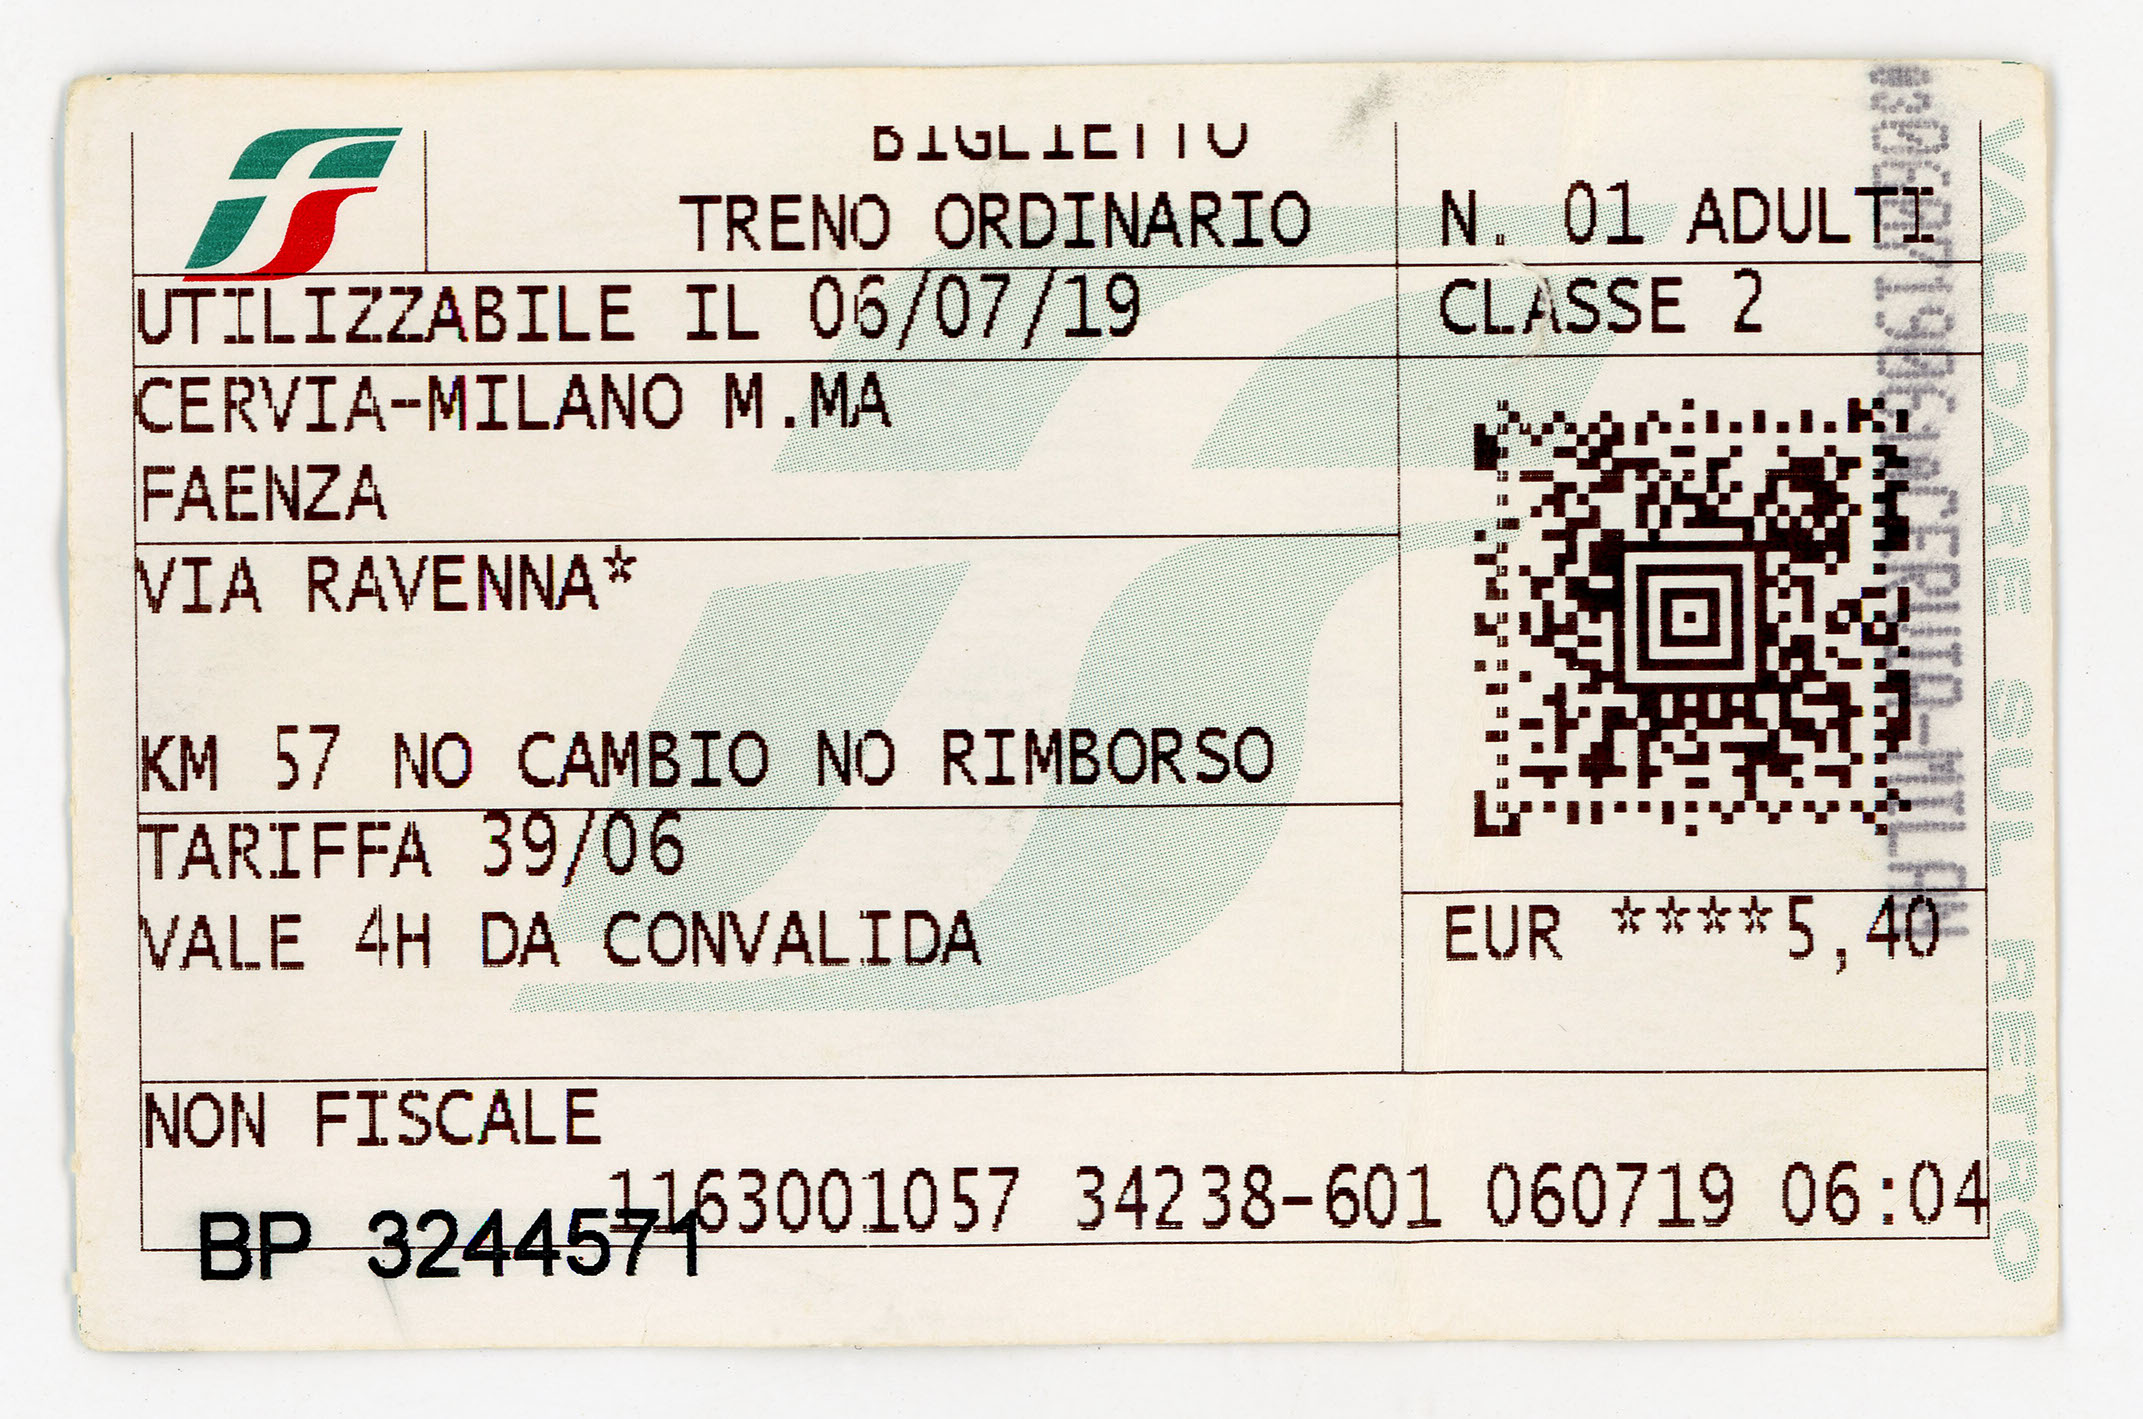 BIGLIETTO
TRENO ORDINARIO
N. 01 ADULTI
UTILIZZABILE IL 06/07/19
CLASSE 2
CERVIA-MILANO M.MA
FAENZA
VIA RAVENNA*
KM 57 NO CAMBIO NO RIMBORSO
TARIFFA 39/06
VALE 4H DA CONVALIDA
EUR ****5,40
NON FISCALE
1163001057 34238-601 060719 06:04
BP 3244571
VALIDARE SUL RETRO